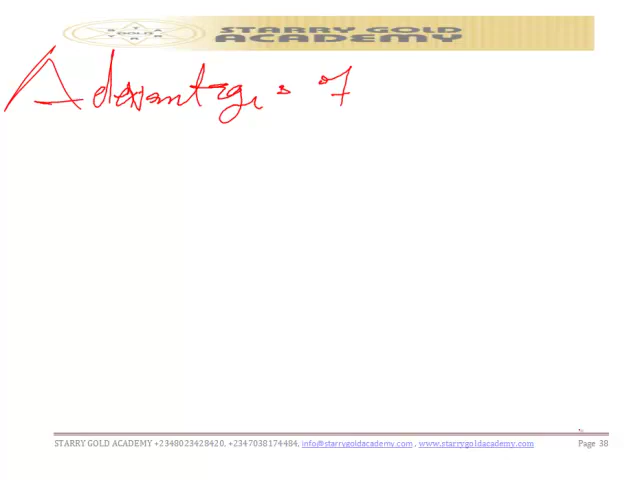 STARRY GOLD
ACADEMY
Advantages of
STARRY GOLD ACADEMY +2348023428420, +2347038174484, info@starrygoldacademy.com , www.starrygoldacademy.com Page 38